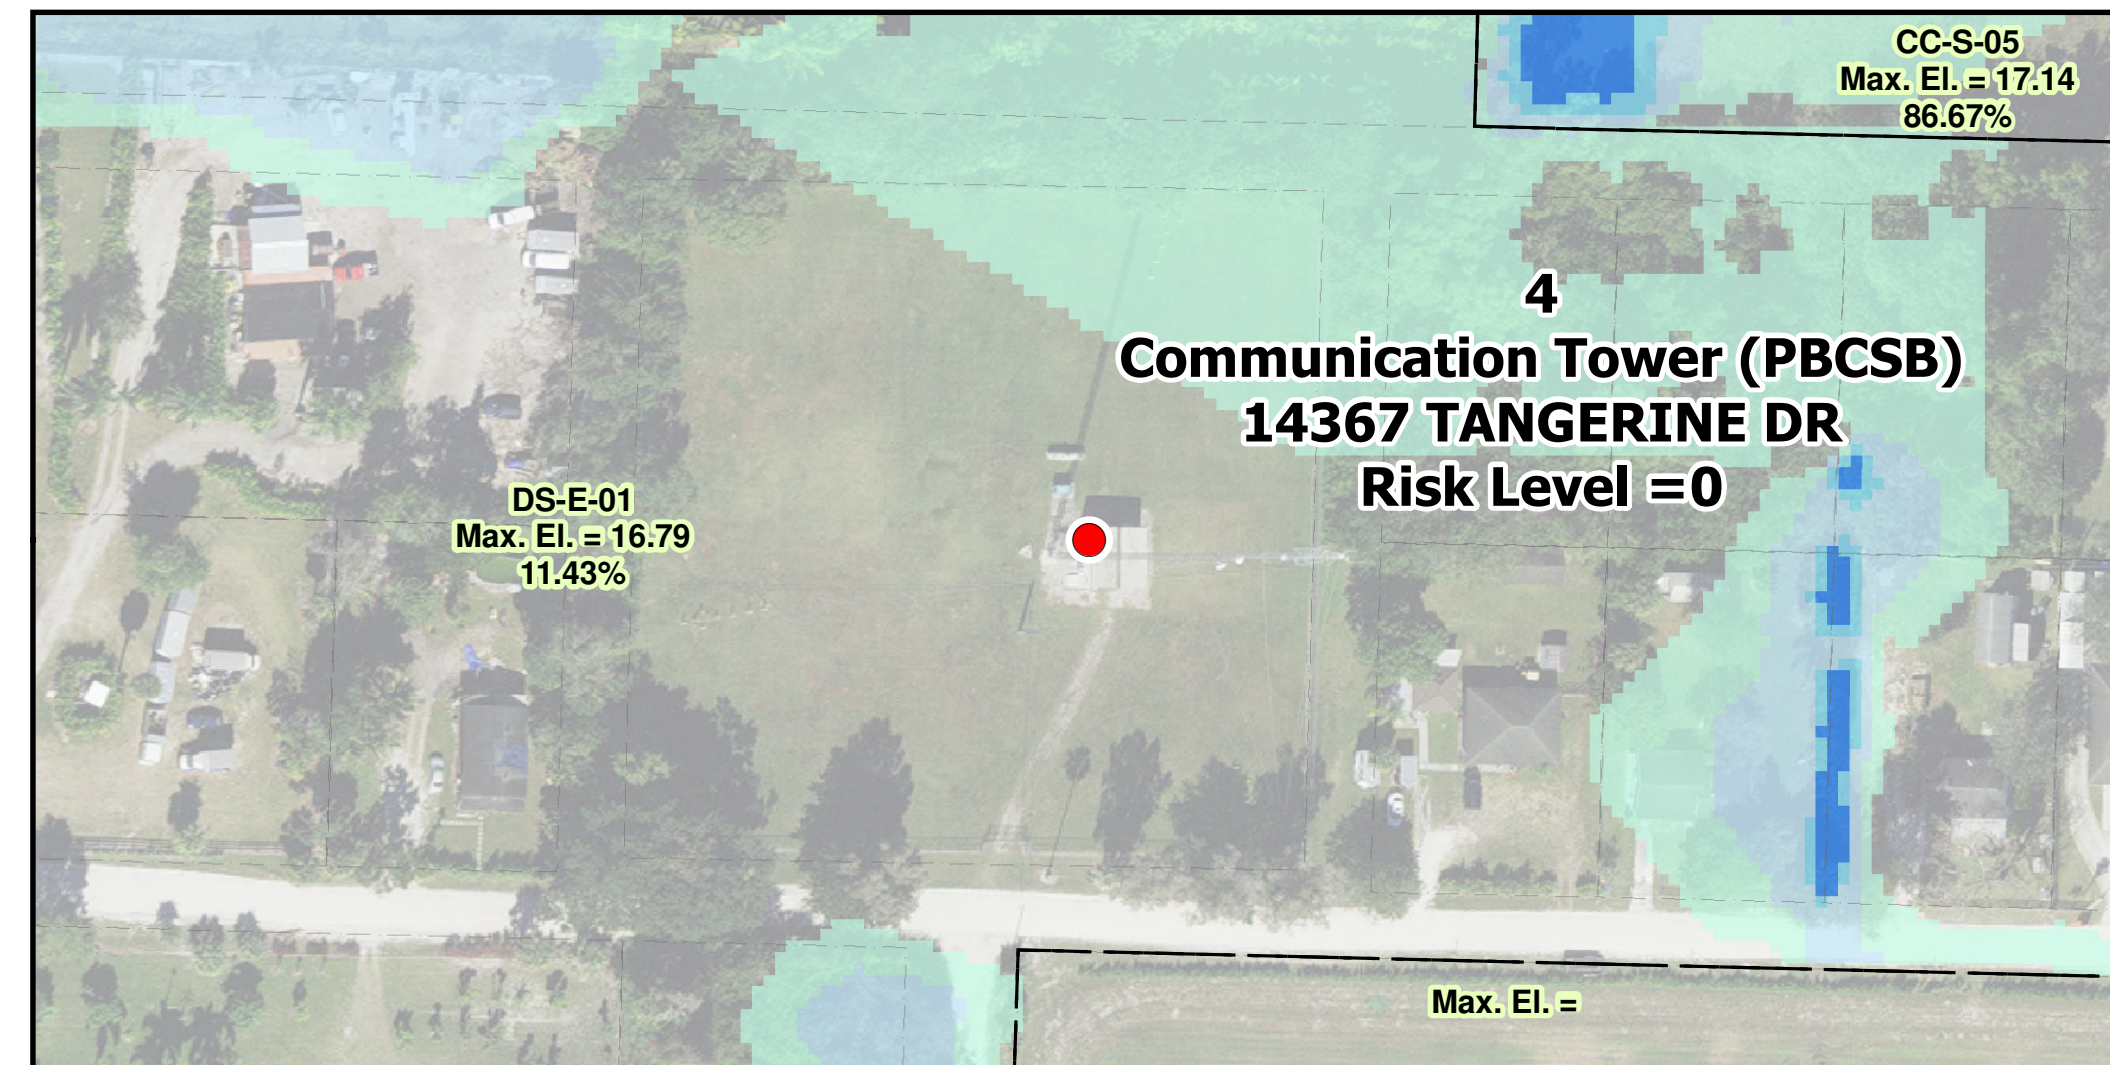 CC-S-05
Max. El. = 17.14
86.67%
4
Communication Tower (PBCSB)
14367 TANGERINE DR
Risk Level =0
DS-E-01
Max. El. = 16.79
11.43%
Max. El. =